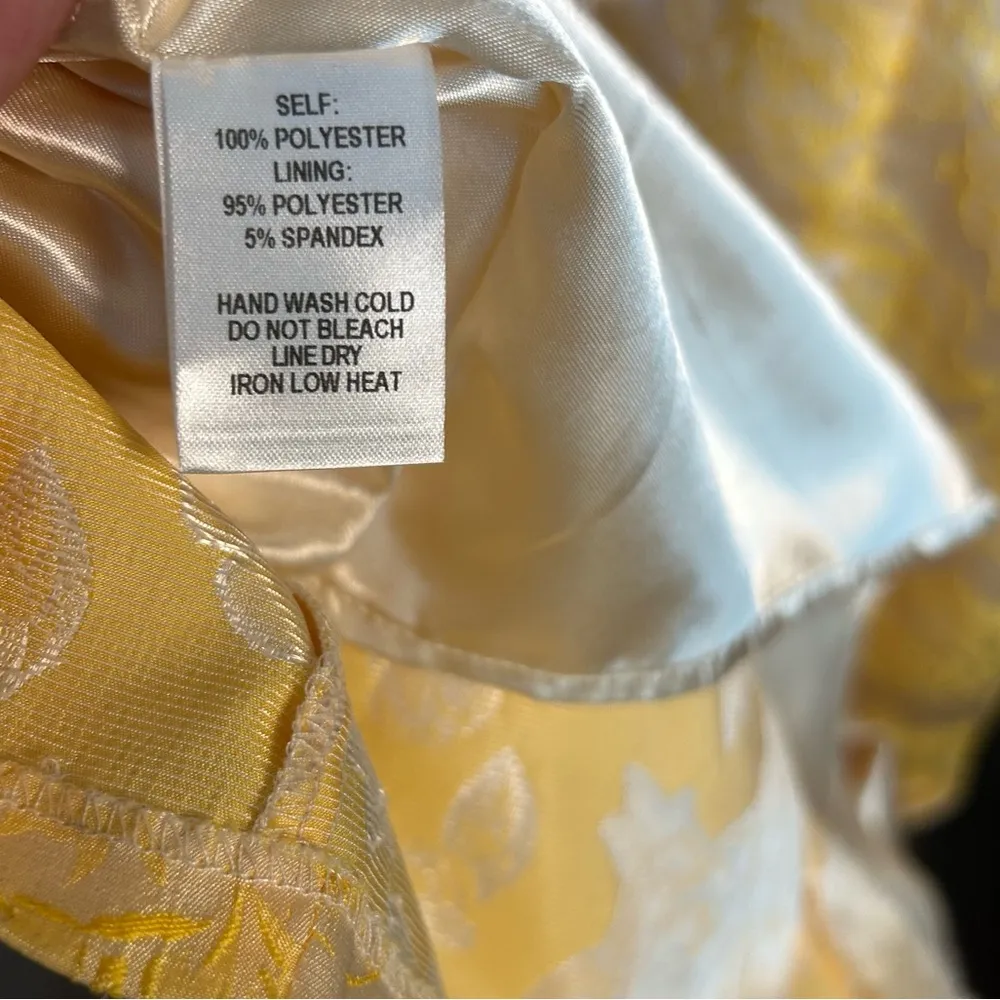 SELF:
100% POLYESTER
LINING:
95% POLYESTER
5% SPANDEX
HAND WASH COLD
DO NOT BLEACH
LINE DRY
IRON LOW HEAT